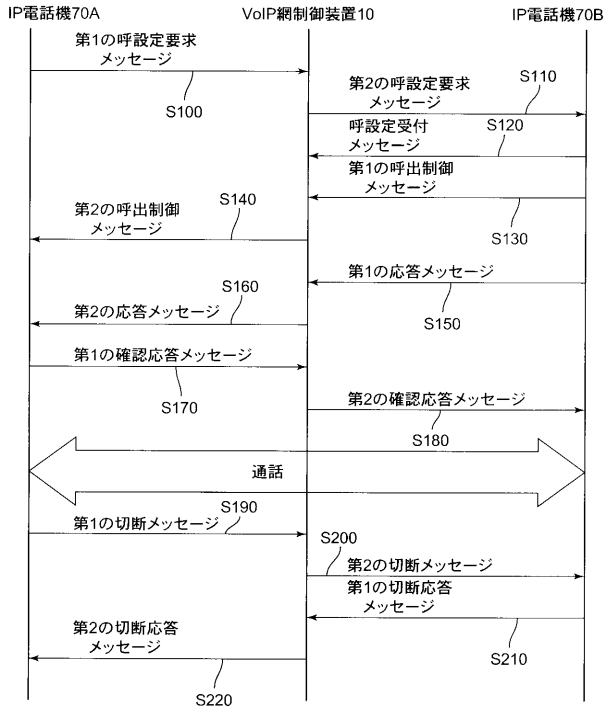 IP電話機70A
VoIP網制御装置10
IP電話機70B
第1の呼設定要求
メッセージ
S100
第2の呼設定要求
メッセージ
S110
呼設定受付
メッセージ
S120
第1の呼出制御
メッセージ
S130
第2の呼出制御
メッセージ
S140
第1の応答メッセージ
S150
第2の応答メッセージ
S160
第1の確認応答メッセージ
S170
第2の確認応答メッセージ
S180
通話
第1の切断メッセージ
S190
S200
第2の切断メッセージ
第1の切断応答
メッセージ
S210
第2の切断応答
メッセージ
S220